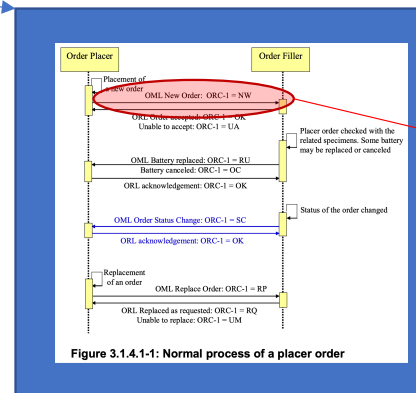 Order Placer
Order Filler
Placement of
a new order
OML New Order:  ORC-1 = NW
ORL Order accepted: ORC-1 = OK
Unable to accept: ORC-1 = UA
Placer order checked with the
related specimens. Some battery
may be replaced or canceled
OML Battery replaced: ORC-1 = RU
Battery canceled: ORC-1 = OC
ORL acknowledgement: ORC-1 = OK
Status of the order changed
OML Order Status Change: ORC-1 = SC
ORL acknowledgement: ORC-1 = OK
Replacement
of an order
OML Replace Order: ORC-1 = RP
ORL Replaced as requested: ORC-1 = RQ
Unable to replace: ORC-1 = UM
Figure 3.1.4.1-1: Normal process of a placer order